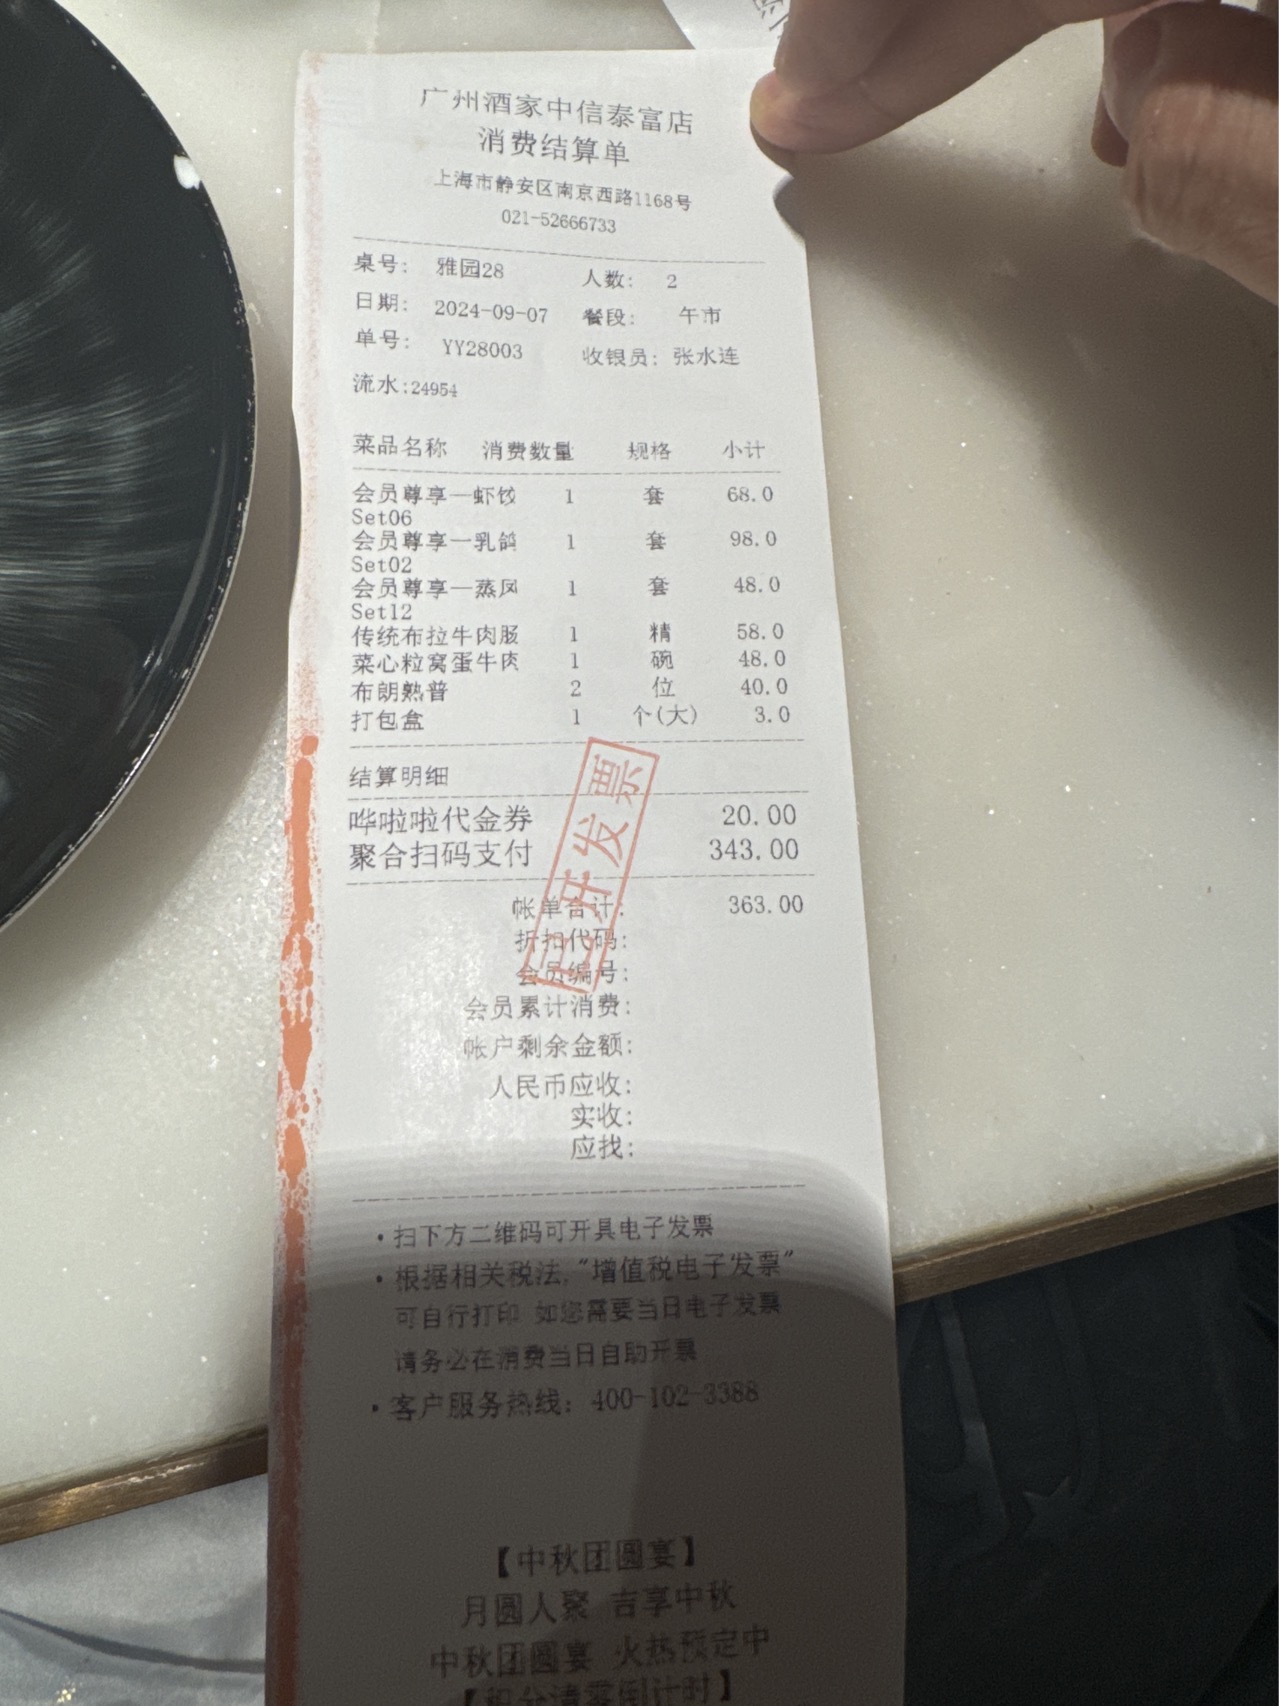 广州酒家中信泰富店
消费结算单
上海市静安区南京西路1168号
021-52666733
桌号: 雅园28 人数: 2
日期: 2024-09-07 餐段: 午市
单号: YY28003 收银员: 张水连
流水:24954
菜品名称 消费数量 规格 小计
会员尊享—虾饺 1 套 68.0
Set06
会员尊享一乳鸽 1 套 98.0
Set02
会员尊享—蒸凤 1 套 48.0
Set12
传统布拉牛肉肠 1 精 58.0
菜心粒窝蛋牛肉 1 碗 48.0
布朗熟普 2 位 40.0
打包盒 1 个(大) 3.0
结算明细
哗啦啦代金券 20.00
聚合扫码支付 343.00
已开发票
帐单合计: 363.00
折扣代码:
会员编号:
会员累计消费:
帐户剩余金额:
人民币应收:
实收:
应找:
•扫下方二维码可开具电子发票
•根据相关税法,"增值税电子发票"
可自行打印 如您需要当日电子发票
请务必在消费当日自助开票
•客户服务热线: 400-102-3388
【中秋团圆宴】
月圆人聚 吉享中秋
中秋团圆宴 火热预定中
【积分清零倒计时】